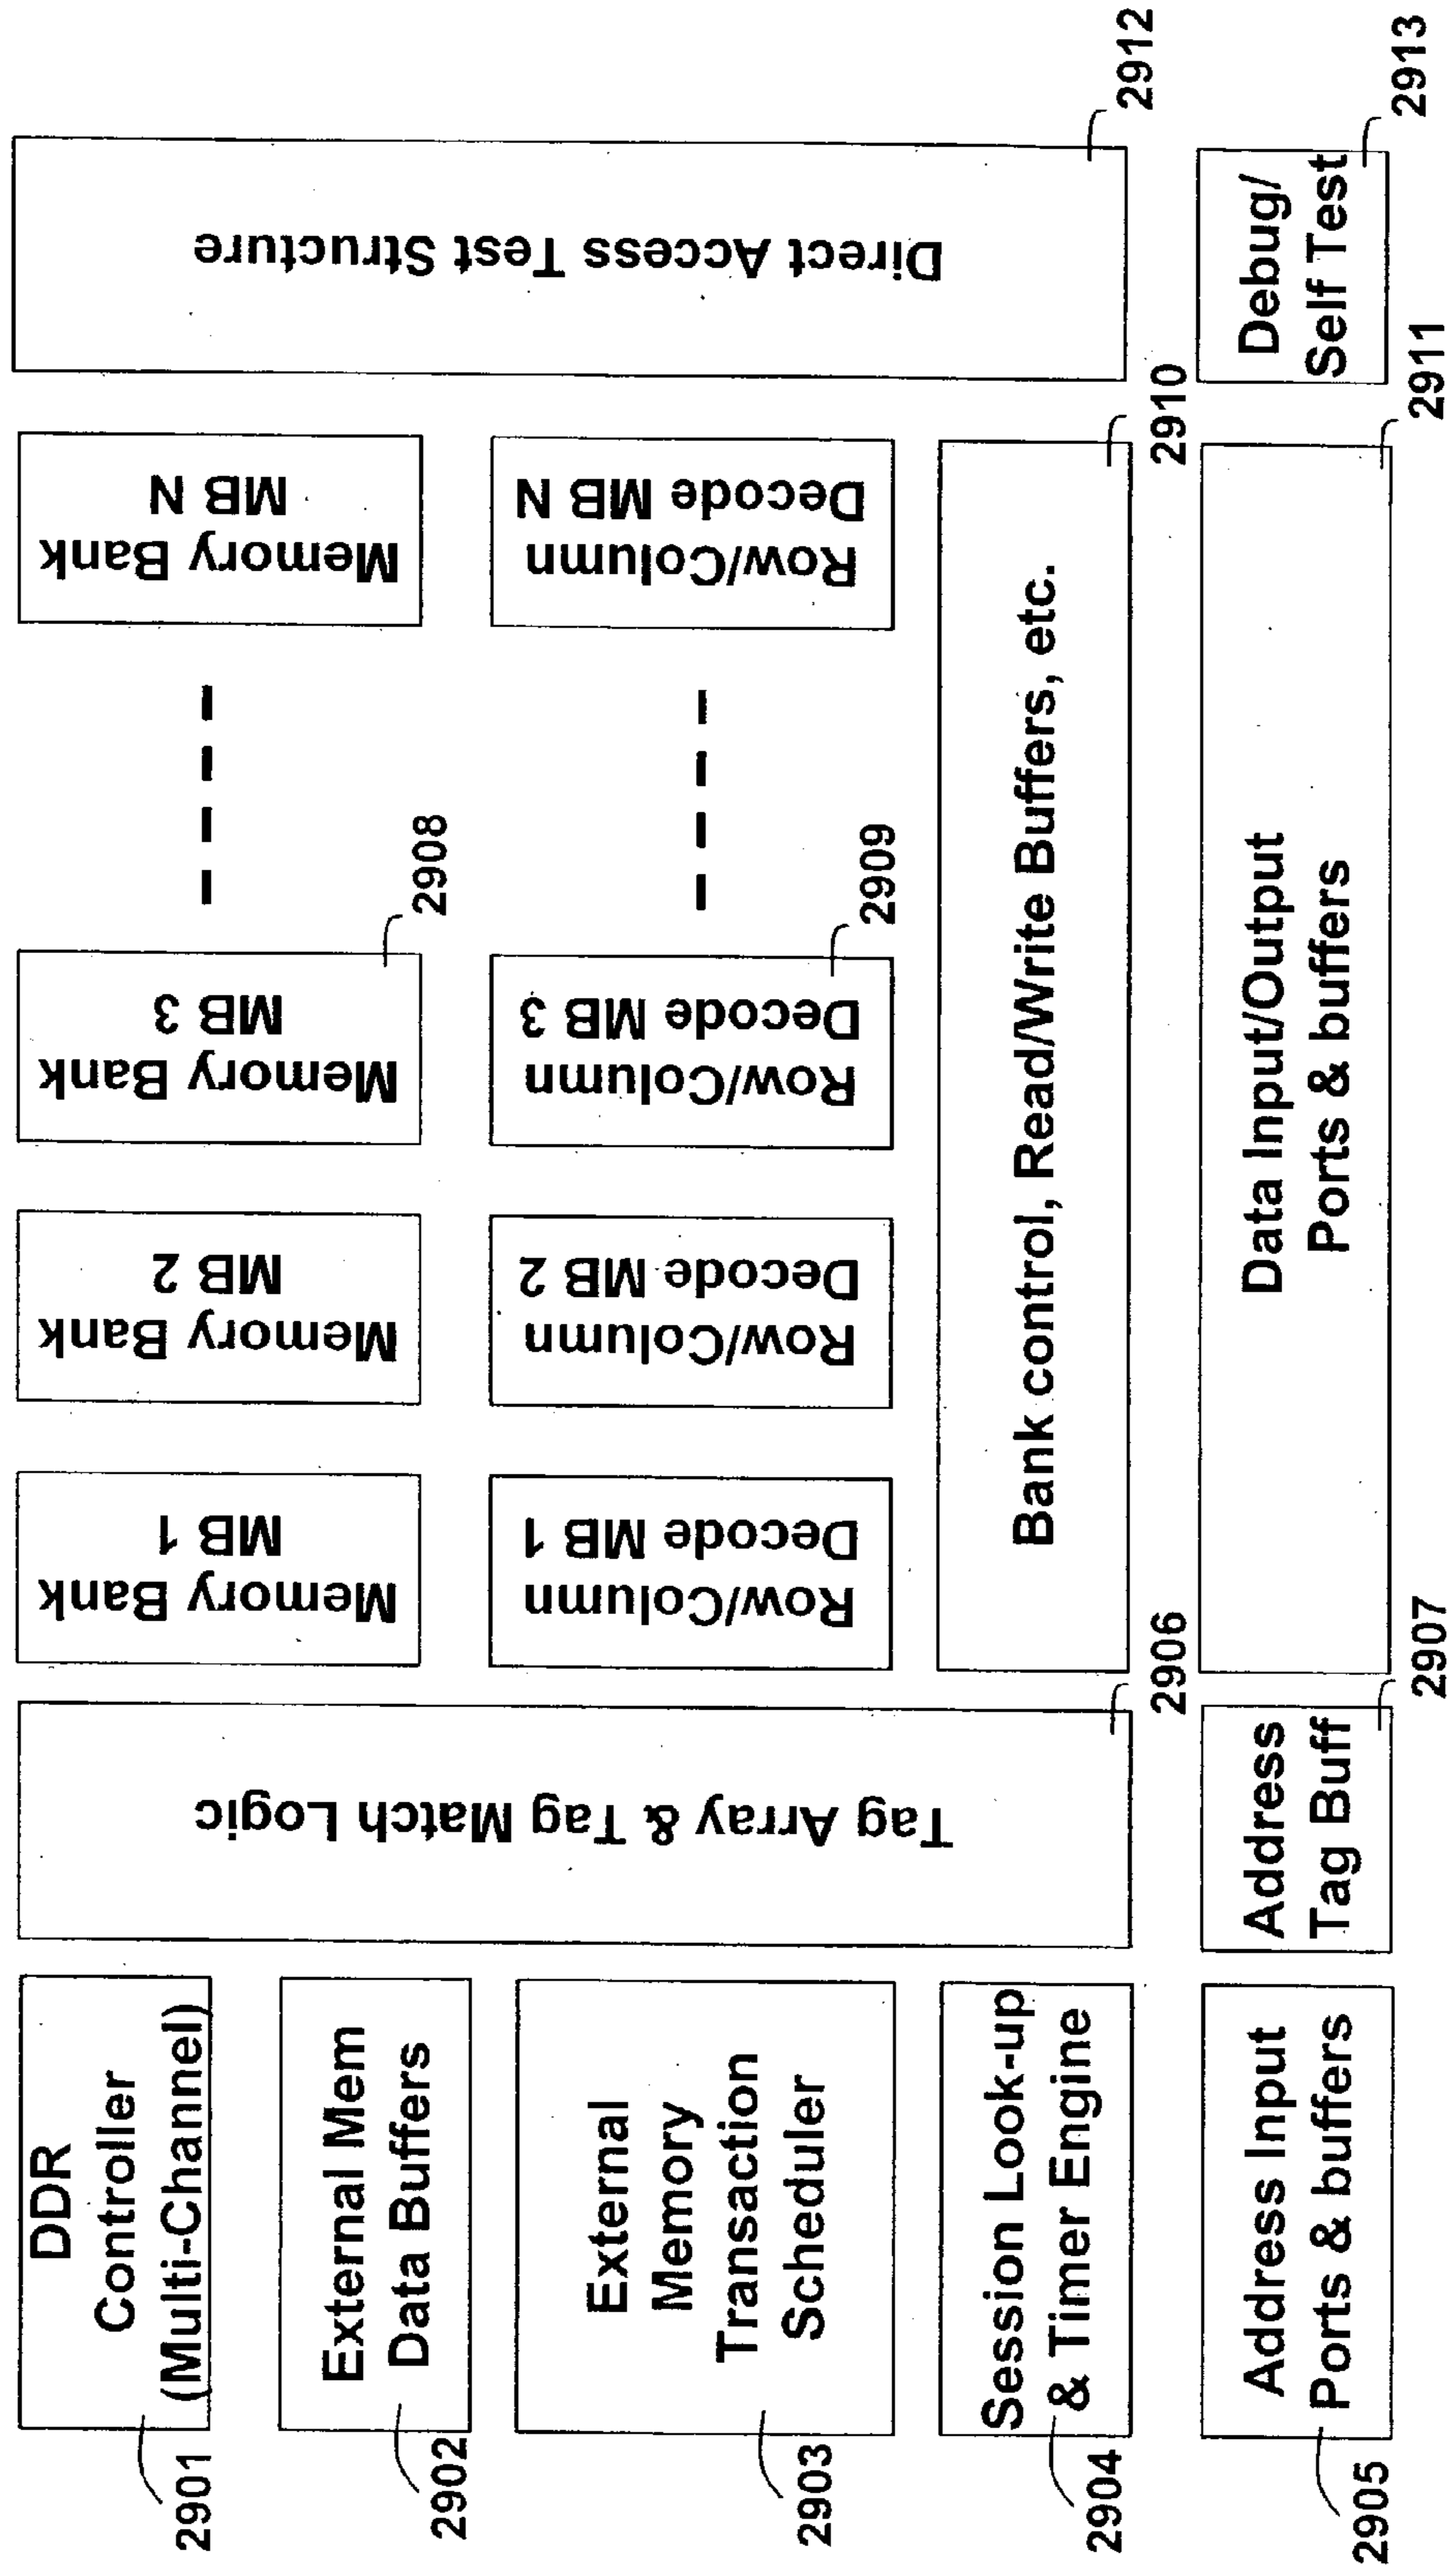 DDR
Controller
(Multi-Channel)
2901
External Mem
Data Buffers
2902
External
Memory
Transaction
Scheduler
2903
Session Look-up
& Timer Engine
2904
Address Input
Ports & buffers
2905
Tag Array & Tag Match Logic
2906
Address
Tag Buff
2907
Memory Bank
MB 1
Memory Bank
MB 2
Memory Bank
MB 3
2908
Memory Bank
MB N
Row/Column
Decode MB 1
Row/Column
Decode MB 2
Row/Column
Decode MB 3
2909
Row/Column
Decode MB N
Bank control, Read/Write Buffers, etc.
2910
Data Input/Output
Ports & buffers
2911
Direct Access Test Structure
2912
Debug/
Self Test
2913